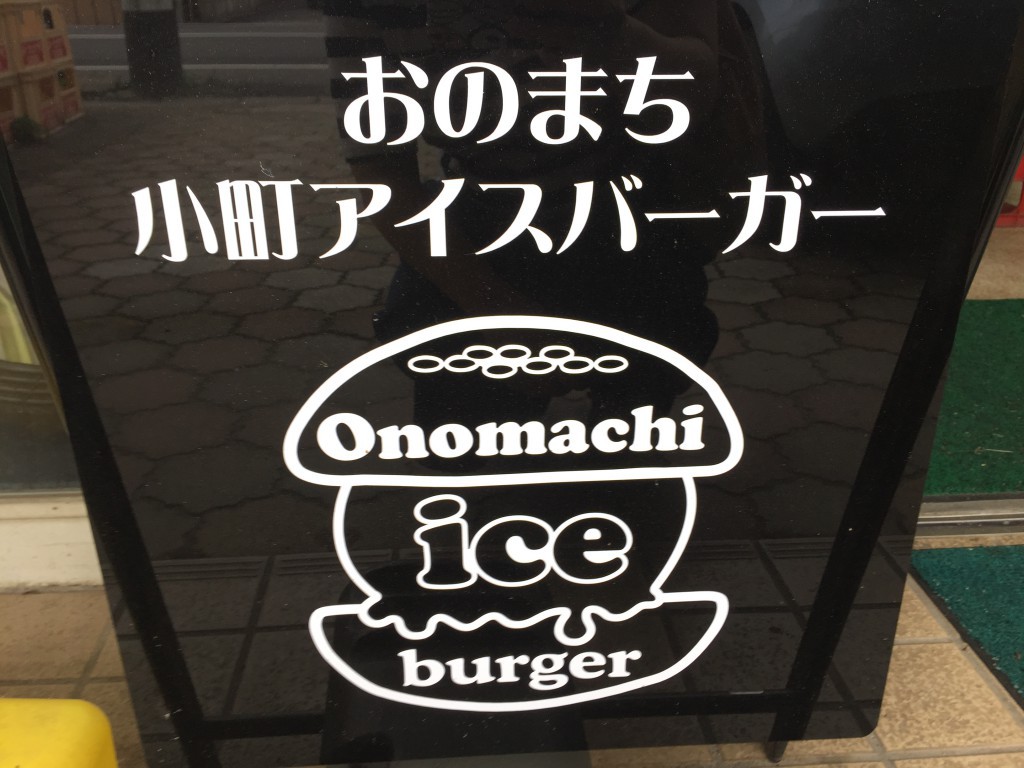 おのまち
小町アイスバーガー
Onomachi
ice
burger